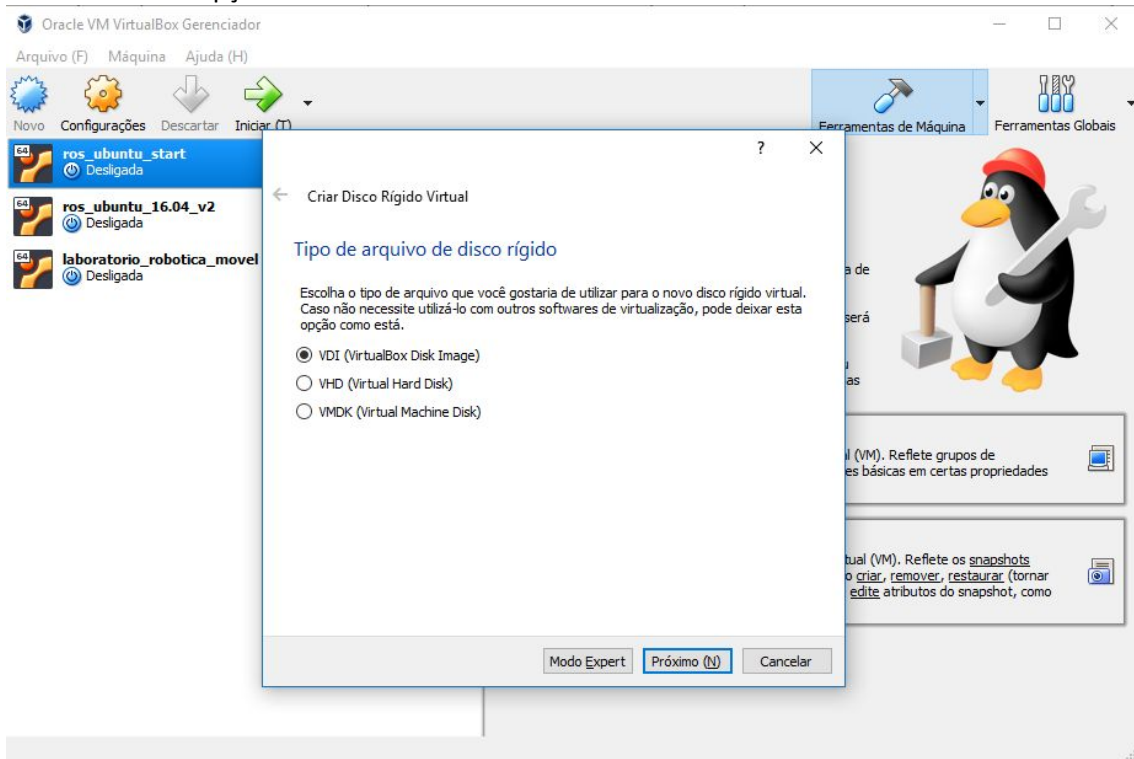 Oracle VM VirtualBox Gerenciador
Arquivo (F) Máquina Ajuda (H)
Novo Configurações Descartar Iniciar (T)
Ferramentas de Máquina Ferramentas Globais
64 ros_ubuntu_start
Desligada
64 ros_ubuntu_16.04_v2
Desligada
64 laboratorio_robotica_movel
Desligada
?
Criar Disco Rígido Virtual
Tipo de arquivo de disco rígido
Escolha o tipo de arquivo que você gostaria de utilizar para o novo disco rígido virtual.
Caso não necessite utilizá-lo com outros softwares de virtualização, pode deixar esta
opção como está.
VDI (VirtualBox Disk Image)
VHD (Virtual Hard Disk)
VMDK (Virtual Machine Disk)
Modo Expert Próximo (N) Cancelar
a de
será
as
(VM). Reflete grupos de
es básicas em certas propriedades
tual (VM). Reflete os snapshots
o criar, remover, restaurar (tornar
edite atributos do snapshot, como